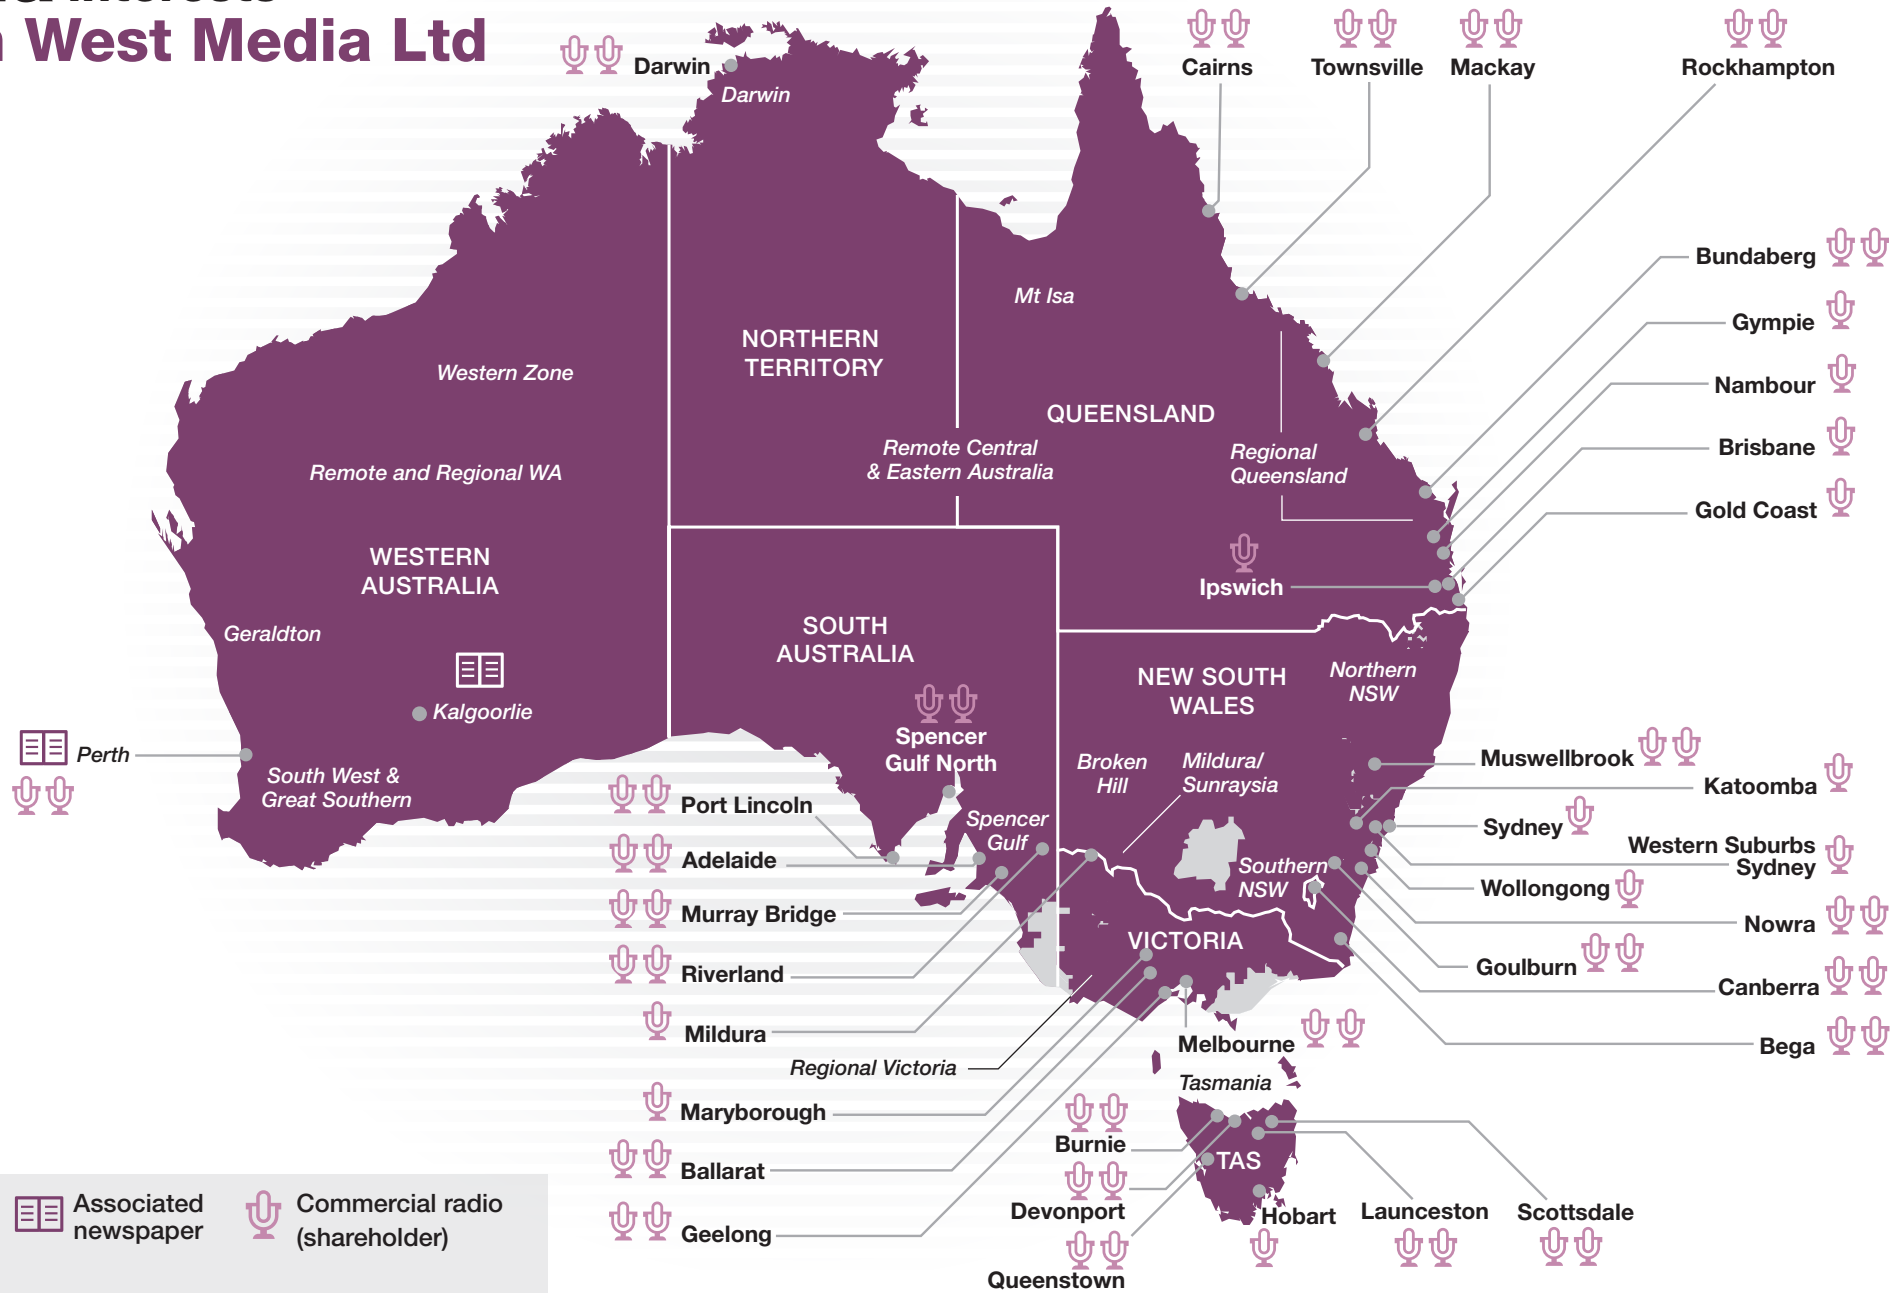 West Media Ltd
Darwin
Darwin
Cairns
Townsville
Mackay
Rockhampton
Bundaberg
Gympie
Nambour
Brisbane
Gold Coast
Mt Isa
NORTHERN
TERRITORY
Western Zone
QUEENSLAND
Remote Central
& Eastern Australia
Regional
Queensland
Remote and Regional WA
WESTERN
AUSTRALIA
Ipswich
Geraldton
SOUTH
AUSTRALIA
NEW SOUTH
WALES
Northern
NSW
Kalgoorlie
Perth
South West &
Great Southern
Spencer
Gulf North
Broken
Hill
Mildura/
Sunraysia
Muswellbrook
Katoomba
Sydney
Western Suburbs
Sydney
Wollongong
Nowra
Goulburn
Canberra
Bega
Port Lincoln
Spencer
Gulf
Adelaide
Southern
NSW
Murray Bridge
VICTORIA
Riverland
Mildura
Melbourne
Regional Victoria
Tasmania
Maryborough
Burnie
Ballarat
TAS
Devonport
Geelong
Hobart
Launceston
Scottsdale
Queenstown
Associated
newspaper
Commercial radio
(shareholder)